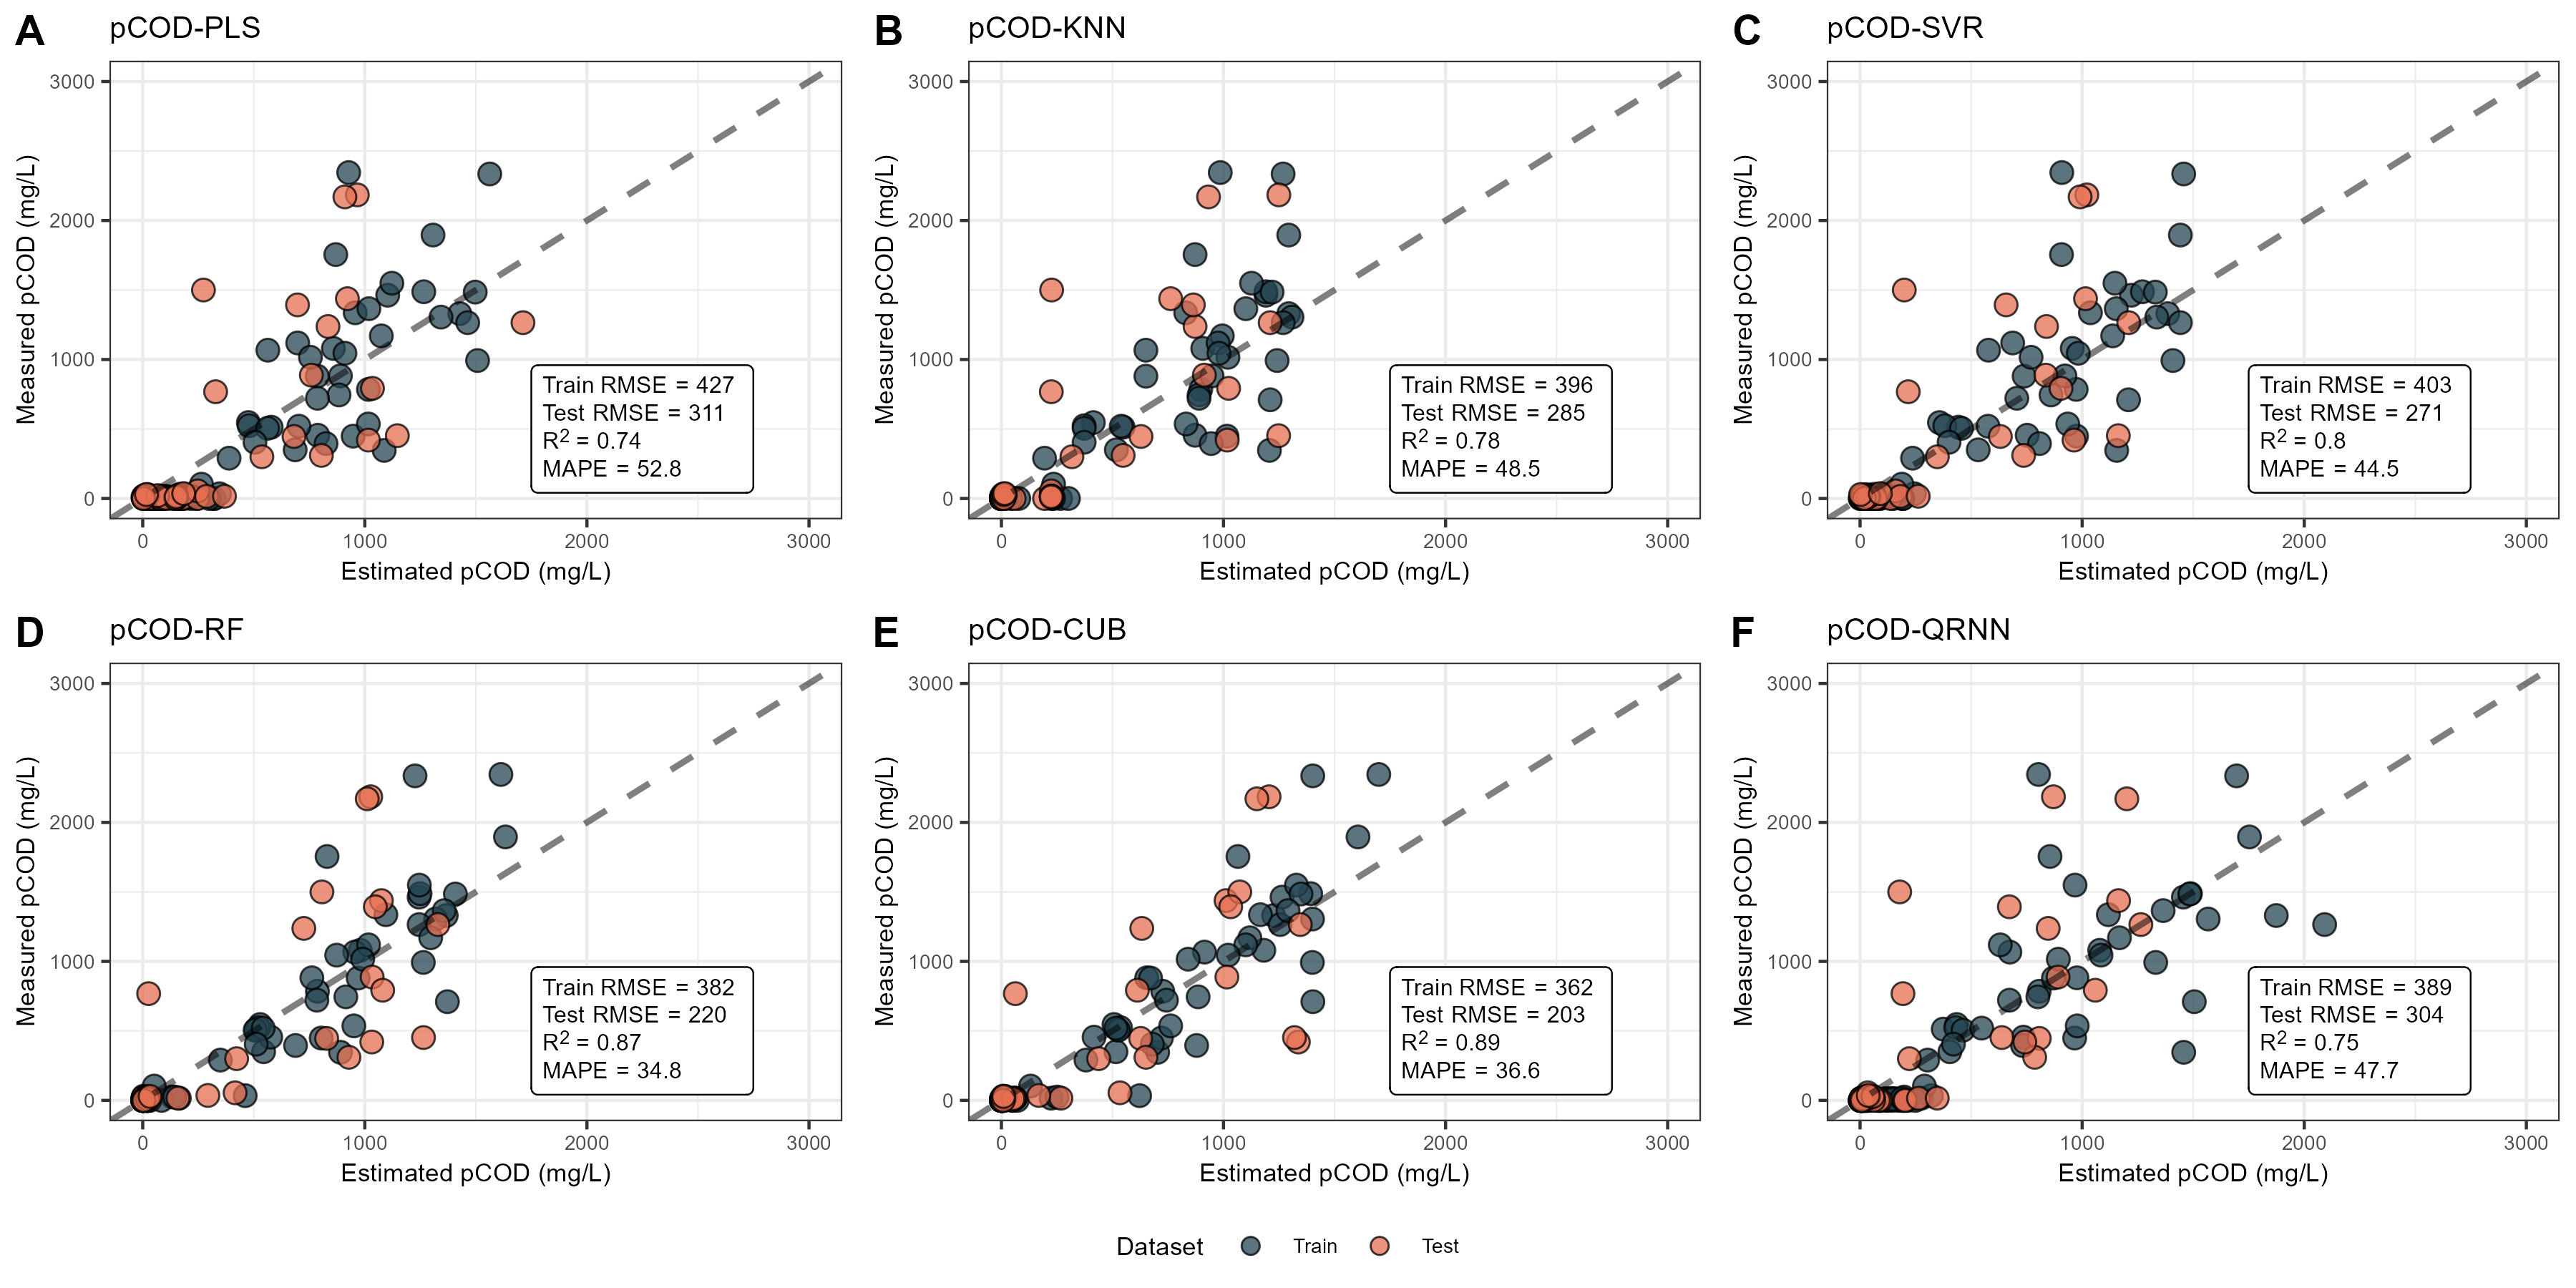 A pCOD-PLS
Measured pCOD (mg/L)
3000
2000
1000
0
Train RMSE = 427
Test RMSE = 311
R² = 0.74
MAPE = 52.8
0 1000 2000 3000
Estimated pCOD (mg/L)
B pCOD-KNN
Measured pCOD (mg/L)
3000
2000
1000
0
Train RMSE = 396
Test RMSE = 285
R² = 0.78
MAPE = 48.5
0 1000 2000 3000
Estimated pCOD (mg/L)
C pCOD-SVR
Measured pCOD (mg/L)
3000
2000
1000
0
Train RMSE = 403
Test RMSE = 271
R² = 0.8
MAPE = 44.5
0 1000 2000 3000
Estimated pCOD (mg/L)
D pCOD-RF
Measured pCOD (mg/L)
3000
2000
1000
0
Train RMSE = 382
Test RMSE = 220
R² = 0.87
MAPE = 34.8
0 1000 2000 3000
Estimated pCOD (mg/L)
E pCOD-CUB
Measured pCOD (mg/L)
3000
2000
1000
0
Train RMSE = 362
Test RMSE = 203
R² = 0.89
MAPE = 36.6
0 1000 2000 3000
Estimated pCOD (mg/L)
F pCOD-QRNN
Measured pCOD (mg/L)
3000
2000
1000
0
Train RMSE = 389
Test RMSE = 304
R² = 0.75
MAPE = 47.7
0 1000 2000 3000
Estimated pCOD (mg/L)
Dataset Train Test